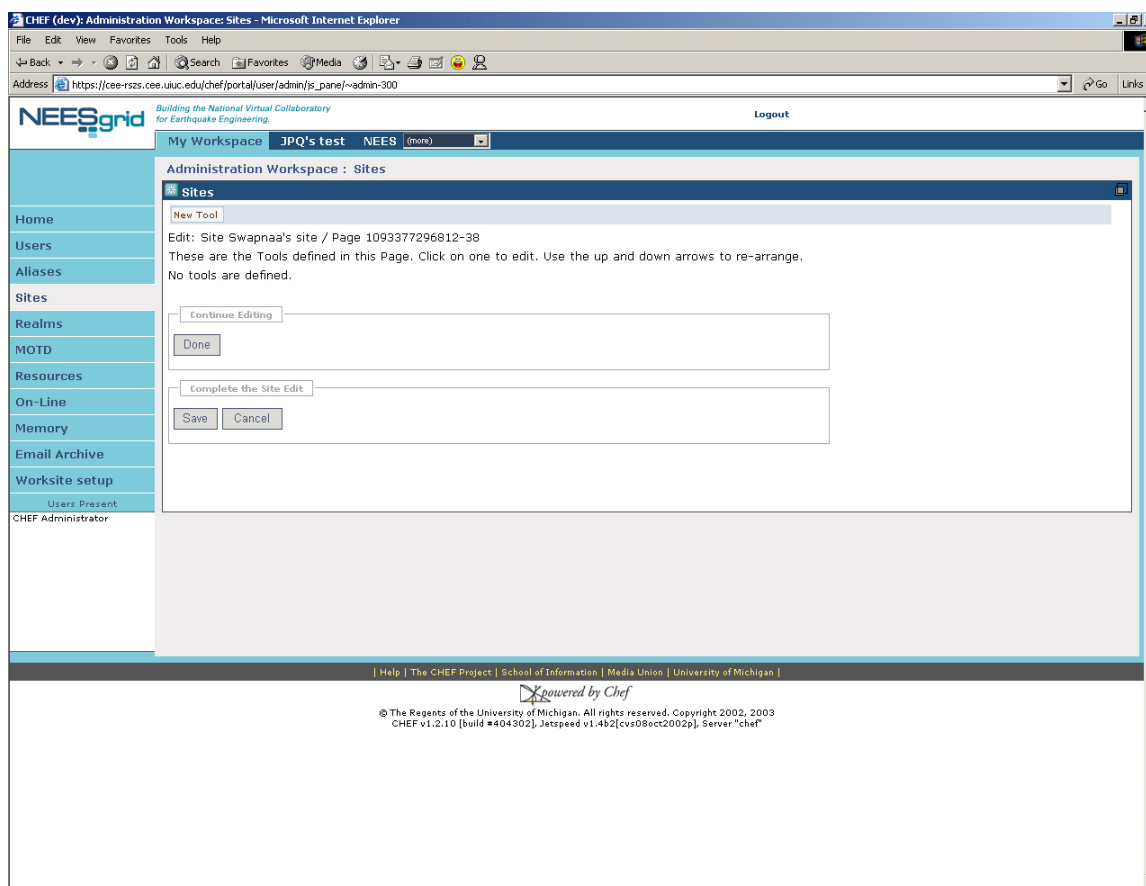 CHEF (dev): Administration Workspace: Sites - Microsoft Internet Explorer
File Edit View Favorites Tools Help
Back Search Favorites Media
Address https://cee-rszs.cee.uiuc.edu/chef/portal/user/admin/js_pane/~admin-300 Go Links
NEESgrid
Building the National Virtual Collaboratory
for Earthquake Engineering.
Logout
My Workspace JPQ's test NEES (more)
Administration Workspace : Sites
Sites
New Tool
Edit: Site Swapnaa's site / Page 1093377296812-38
These are the Tools defined in this Page. Click on one to edit. Use the up and down arrows to re-arrange.
No tools are defined.
Continue Editing
Done
Complete the Site Edit
Save Cancel
Home
Users
Aliases
Sites
Realms
MOTD
Resources
On-Line
Memory
Email Archive
Worksite setup
Users Present
CHEF Administrator
| Help | The CHEF Project | School of Information | Media Union | University of Michigan |
powered by Chef
© The Regents of the University of Michigan. All rights reserved. Copyright 2002, 2003
CHEF v1.2.10 [build #404302], Jetspeed v1.4b2[cvs08oct2002p], Server "chef"